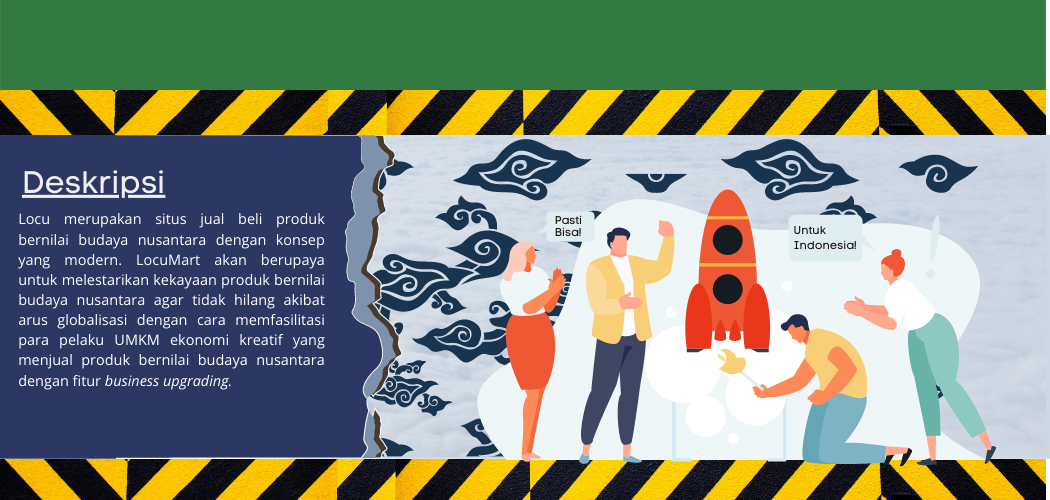 Deskripsi
Locu merupakan situs jual beli produk
bernilai budaya nusantara dengan konsep
yang modern. LocuMart akan berupaya
untuk melestarikan kekayaan produk bernilai
budaya nusantara agar tidak hilang akibat
arus globalisasi dengan cara memfasilitasi
para pelaku UMKM ekonomi kreatif yang
menjual produk bernilai budaya nusantara
dengan fitur business upgrading.
Pasti
Bisa!
Untuk
Indonesia!